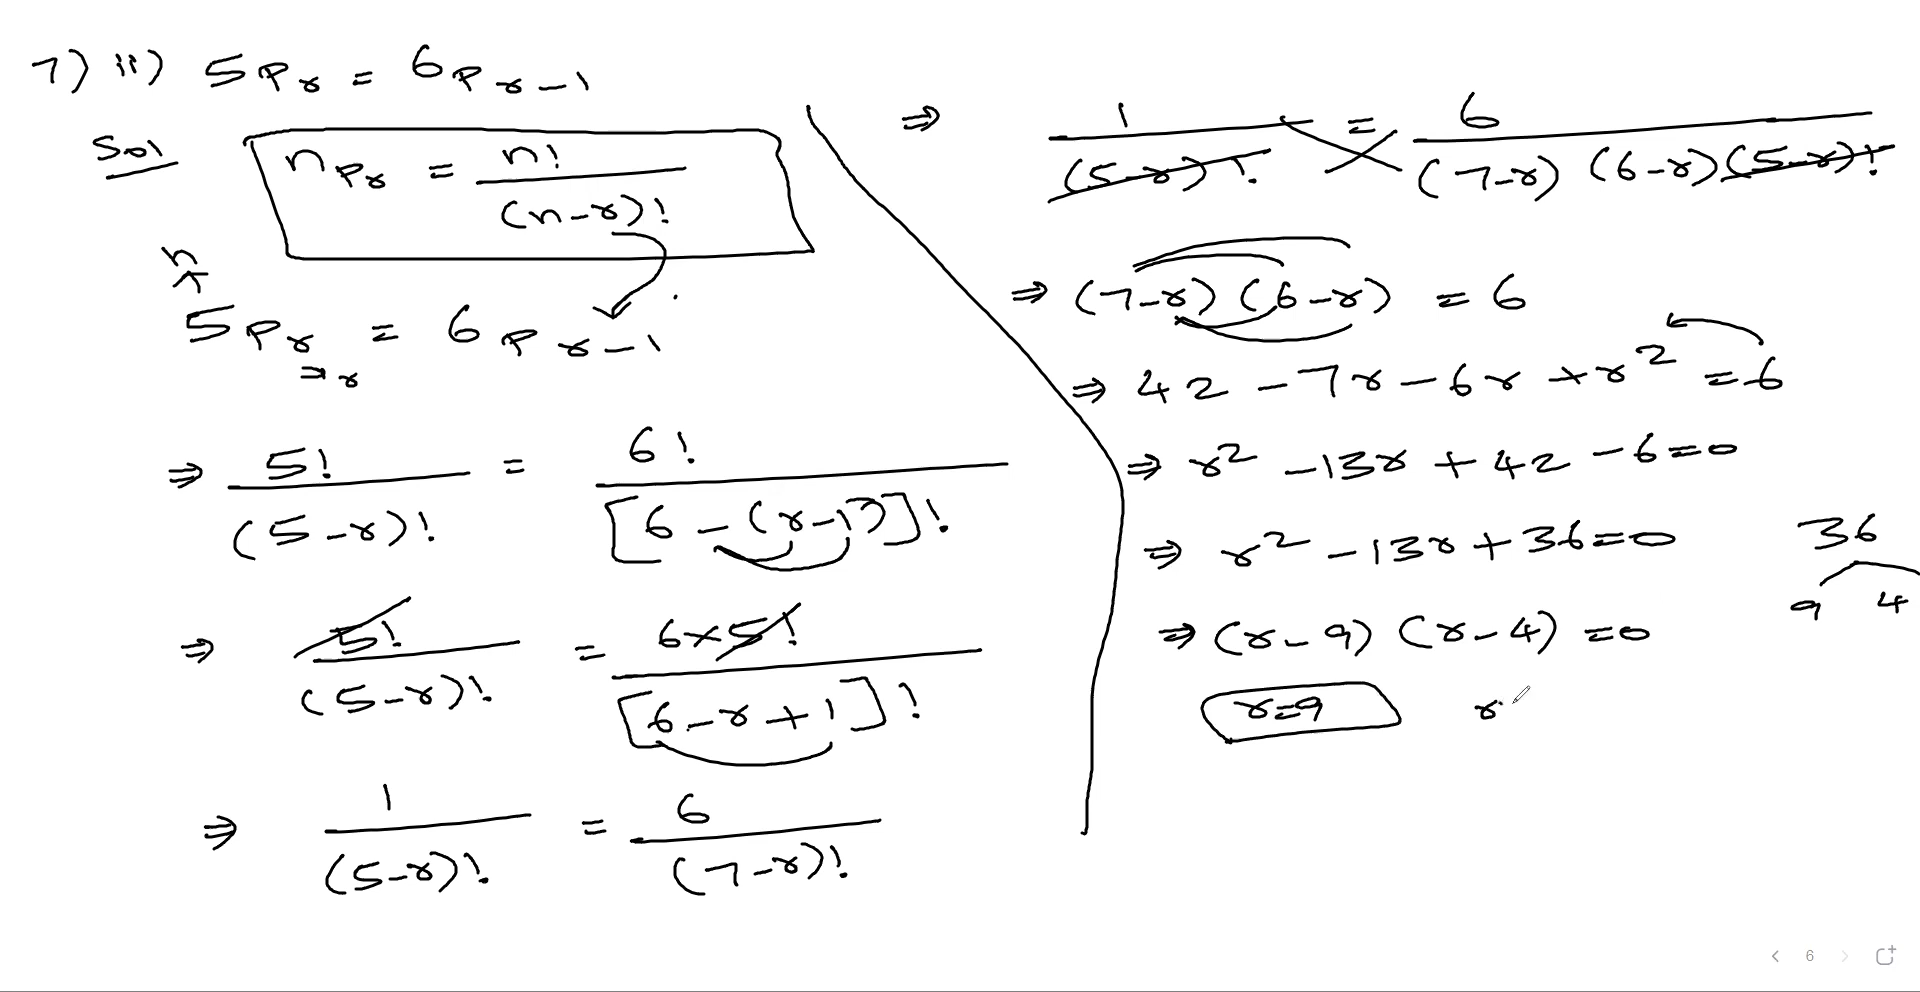 7) ii) 5Pr = 6Pr-1
Sol
nPr = n! / (n-r)!
n
5Pr = 6Pr-1
⇒ r
⇒ 5! / (5-r)! = 6! / [6-(r-1)]!
⇒ 5! / (5-r)! = 6×5! / [6-r+1]!
⇒ 1 / (5-r)! = 6 / (7-r)!
⇒ 1 / (5-r)! = 6 / (7-r) (6-r)(5-r)!
⇒ (7-r) (6-r) = 6
⇒ 42 - 7r - 6r + r² = 6
⇒ r² - 13r + 42 - 6 = 0
⇒ r² - 13r + 36 = 0
36
9 4
⇒ (r-9) (r-4) = 0
r=9 r
6